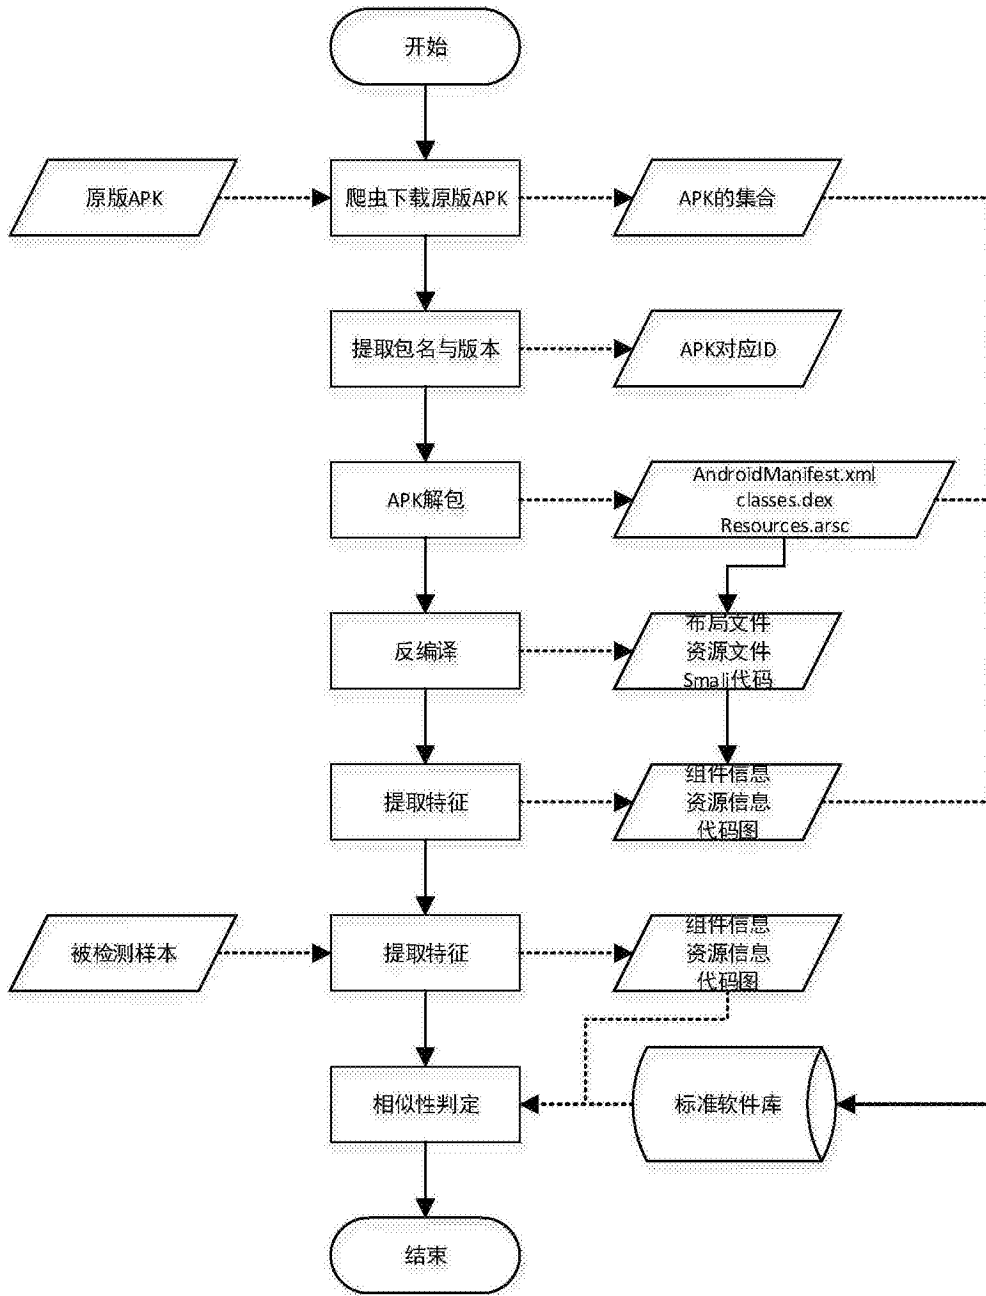 开始
原版APK
爬虫下载原版APK
APK的集合
提取包名与版本
APK对应ID
APK解包
AndroidManifest.xml
classes.dex
Resources.arsc
反编译
布局文件
资源文件
Smali代码
提取特征
组件信息
资源信息
代码图
被检测样本
提取特征
组件信息
资源信息
代码图
相似性判定
标准软件库
结束